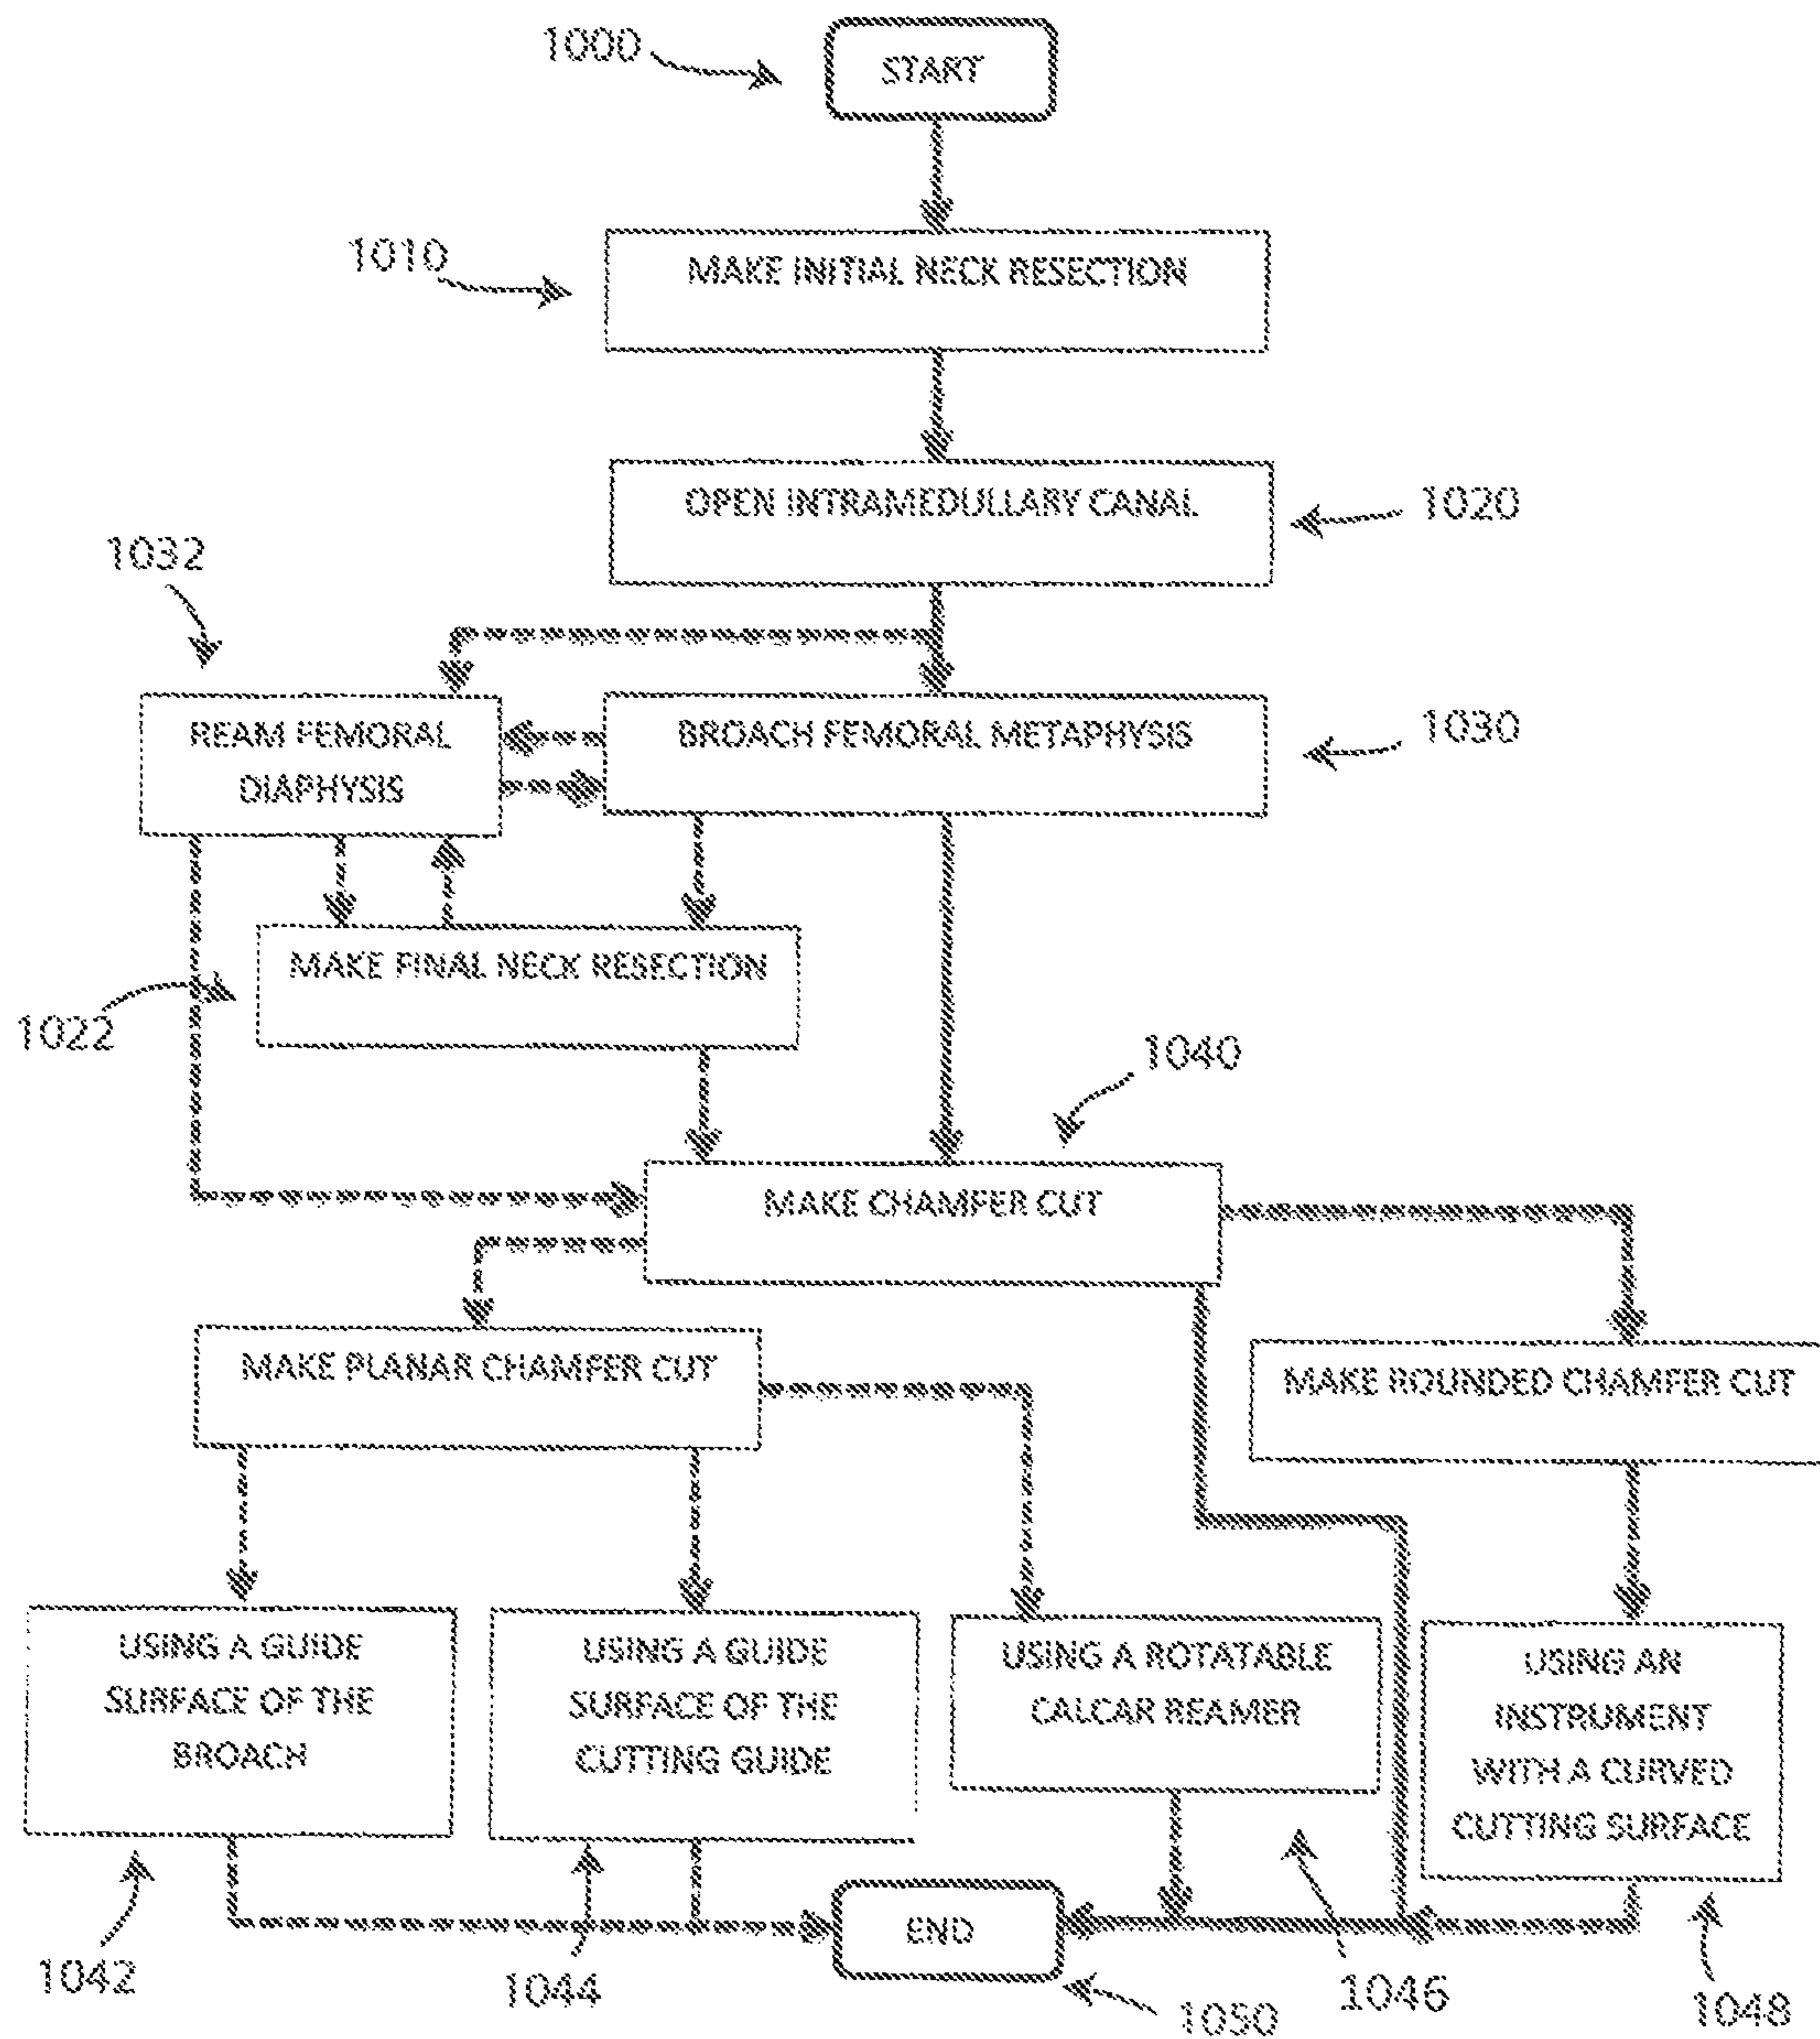 1000
START
1010
MAKE INITIAL NECK RESECTION
OPEN INTRAMEDULLARY CANAL
1020
1032
REAM FEMORAL
DIAPHYSIS
BROACH FEMORAL METAPHYSIS
1030
MAKE FINAL NECK RESECTION
1022
1040
MAKE CHAMFER CUT
MAKE PLANAR CHAMFER CUT
MAKE ROUNDED CHAMFER CUT
USING A GUIDE
SURFACE OF THE
BROACH
USING A GUIDE
SURFACE OF THE
CUTTING GUIDE
USING A ROTATABLE
CALCAR REAMER
USING AN
INSTRUMENT
WITH A CURVED
CUTTING SURFACE
END
1042
1044
1050
1046
1048